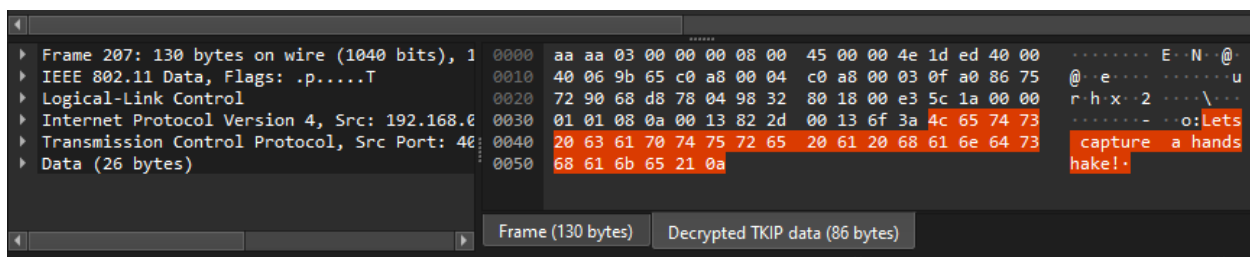 Frame 207: 130 bytes on wire (1040 bits), 1
IEEE 802.11 Data, Flags: .p.....T
Logical-Link Control
Internet Protocol Version 4, Src: 192.168.0
Transmission Control Protocol, Src Port: 40
Data (26 bytes)
0000 aa aa 03 00 00 00 08 00 45 00 00 4e 1d ed 40 00 ········ E··N··@·
0010 40 06 9b 65 c0 a8 00 04 c0 a8 00 03 0f a0 86 75 @··e···· ·······u
0020 72 90 68 d8 78 04 98 32 80 18 00 e3 5c 1a 00 00 r·h·x··2 ····\···
0030 01 01 08 0a 00 13 82 2d 00 13 6f 3a 4c 65 74 73 ·······- ··o:Lets
0040 20 63 61 70 74 75 72 65 20 61 20 68 61 6e 64 73 capture a hands
0050 68 61 6b 65 21 0a hake!·
Frame (130 bytes) Decrypted TKIP data (86 bytes)